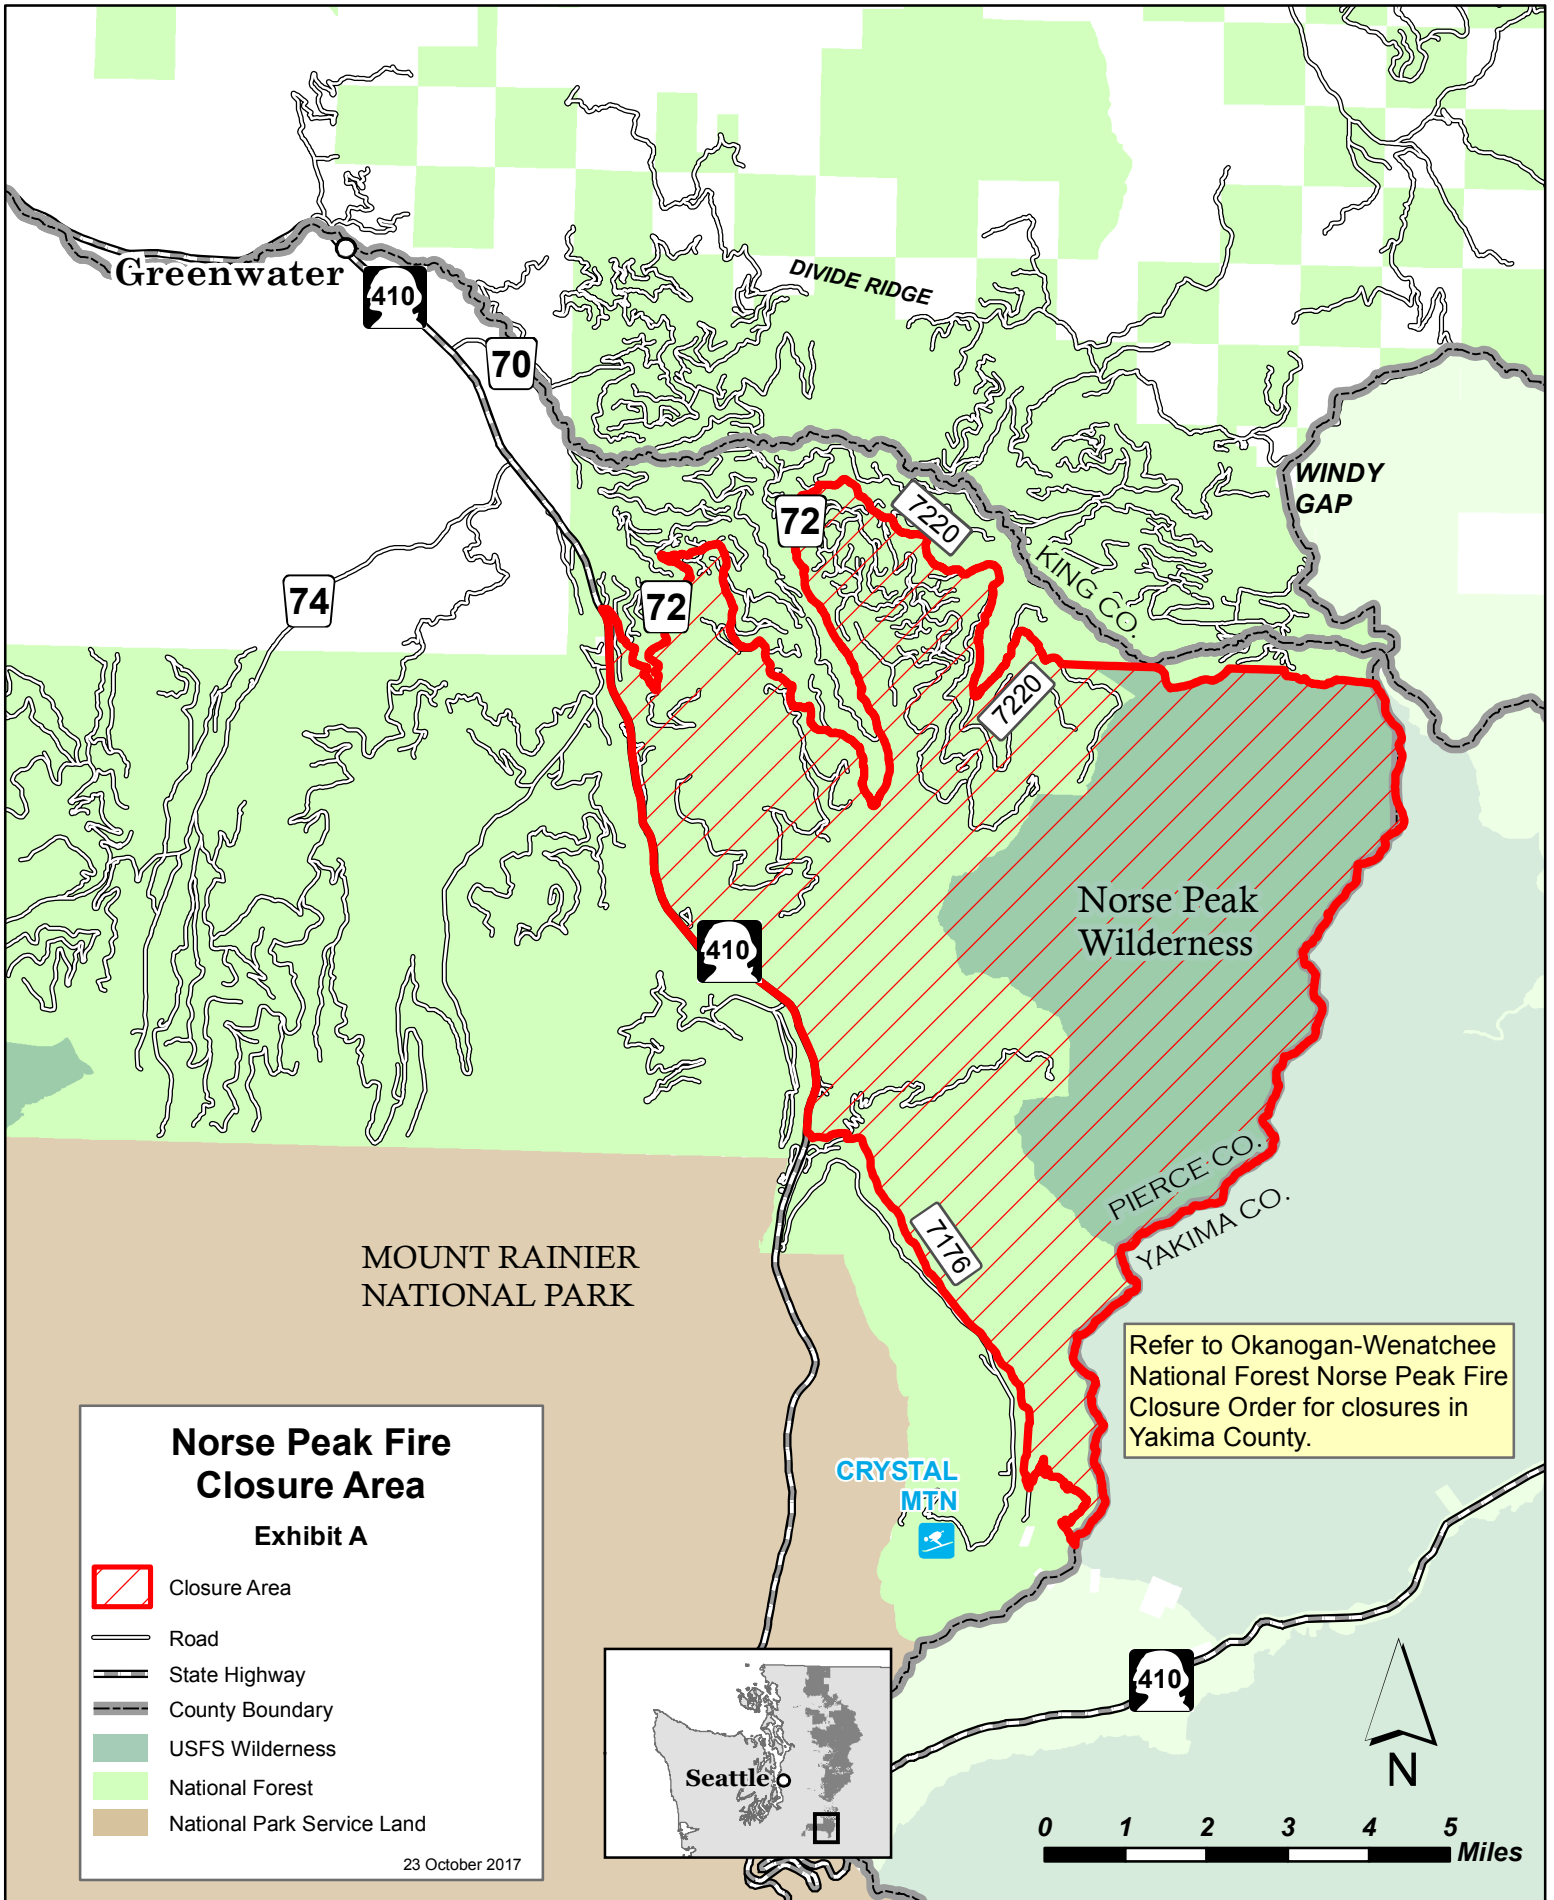 Greenwater
410
70
DIVIDE RIDGE
WINDY
GAP
72
7220
KING CO.
74
72
7220
Norse Peak
Wilderness
410
PIERCE CO.
YAKIMA CO.
7176
MOUNT RAINIER
NATIONAL PARK
Refer to Okanogan-Wenatchee
National Forest Norse Peak Fire
Closure Order for closures in
Yakima County.
CRYSTAL
MTN
Norse Peak Fire
Closure Area
Exhibit A
Closure Area
Road
State Highway
County Boundary
USFS Wilderness
National Forest
National Park Service Land
23 October 2017
Seattle
410
N
0 1 2 3 4 5
Miles